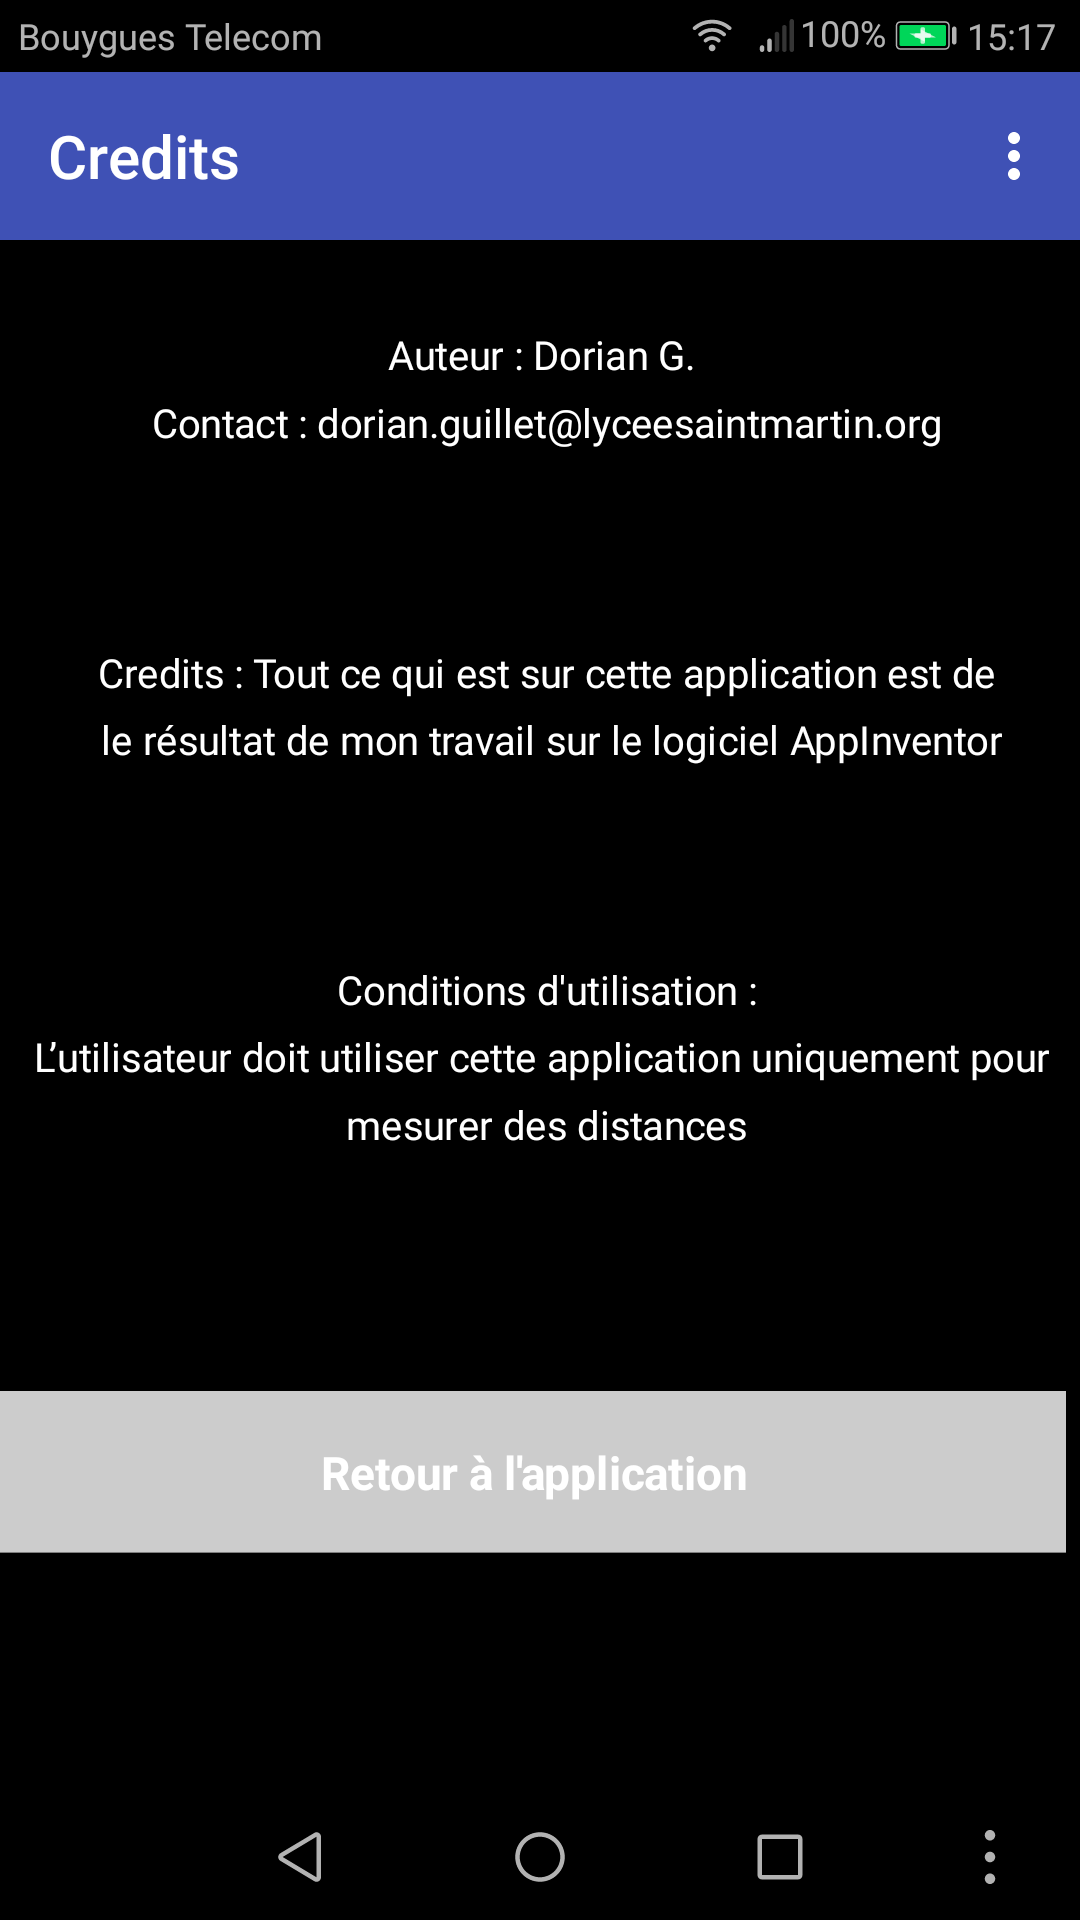 Bouygues Telecom 100% 15:17
Credits
Auteur : Dorian G.
Contact : dorian.guillet@lyceesaintmartin.org
Credits : Tout ce qui est sur cette application est de
le résultat de mon travail sur le logiciel AppInventor
Conditions d'utilisation :
L’utilisateur doit utiliser cette application uniquement pour
mesurer des distances
Retour à l'application